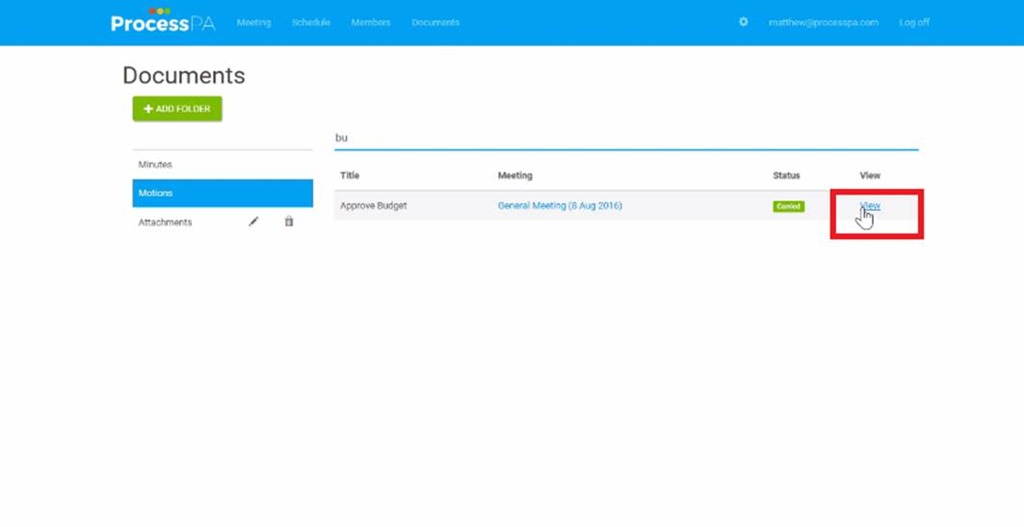 ProcessPA Meeting Schedule Members Documents matthew@processpa.com Log off
Documents
+ ADD FOLDER
bu
Minutes
Motions
Attachments
Title Meeting Status View
Approve Budget General Meeting (8 Aug 2016) Carried View